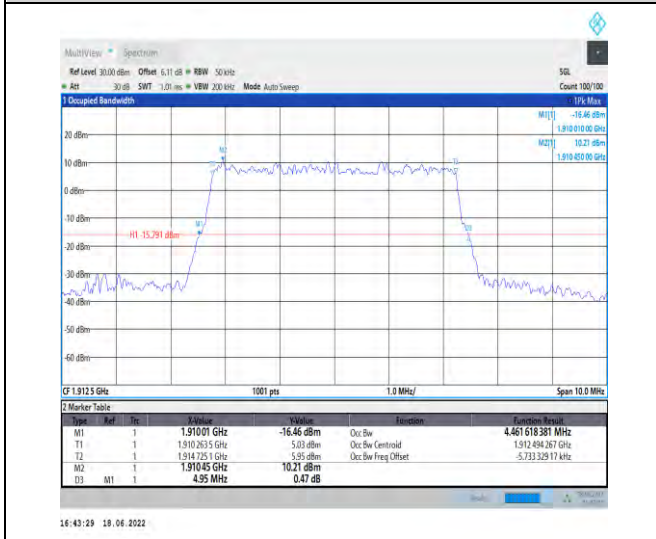 MultiView Spectrum
Ref Level 30.00 dBm Offset 6.11 dB RBW 50 kHz SGL
Att 30 dB SWT 1.01 ms VBW 200 kHz Mode Auto Sweep Count 100/100
1 Occupied Bandwidth 1Pk Max
M1[1] -16.46 dBm
1.910 010 00 GHz
M2[1] 10.21 dBm
1.910 450 00 GHz
20 dBm
M2
10 dBm
0 dBm
-10 dBm
M1
H1 -15.791 dBm
-20 dBm
-30 dBm
-40 dBm
-50 dBm
-60 dBm
CF 1.912 5 GHz 1001 pts 1.0 MHz/ Span 10.0 MHz
2 Marker Table
Type Ref Trc X-Value Y-Value Function Function Result
M1 1 1.91001 GHz -16.46 dBm Occ Bw 4.461 618 381 MHz
T1 1 1.910 263 5 GHz 5.03 dBm Occ Bw Centroid 1.912 494 267 GHz
T2 1 1.914 725 1 GHz 5.95 dBm Occ Bw Freq Offset -5.733 329 17 kHz
M2 1 1.91045 GHz 10.21 dBm
D3 M1 1 4.95 MHz 0.47 dB
16:43:29 18.06.2022